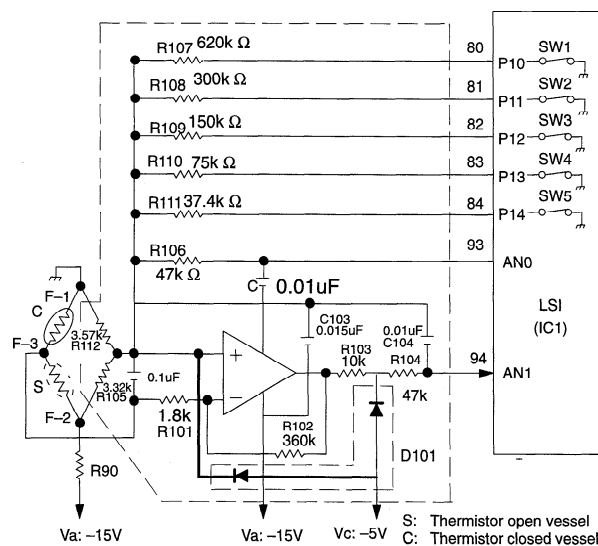 R107 620k Ω 80 P10 SW1
R108 300k Ω 81 P11 SW2
R109 150k Ω 82 P12 SW3
R110 75k Ω 83 P13 SW4
R111 37.4k Ω 84 P14 SW5
R106 93 AN0
47k Ω
C 0.01uF
LSI
(IC1)
F-1
C
3.57k
R112
F-3
S
3.32k
R105
F-2
0.1uF
1.8k
R101
+
−
C103
0.015uF
0.01uF
C104
R103
10k
R104
47k
94 AN1
R102
360k
D101
R90
Va: –15V
Va: –15V
Vc: –5V
S: Thermistor open vessel
C: Thermistor closed vessel